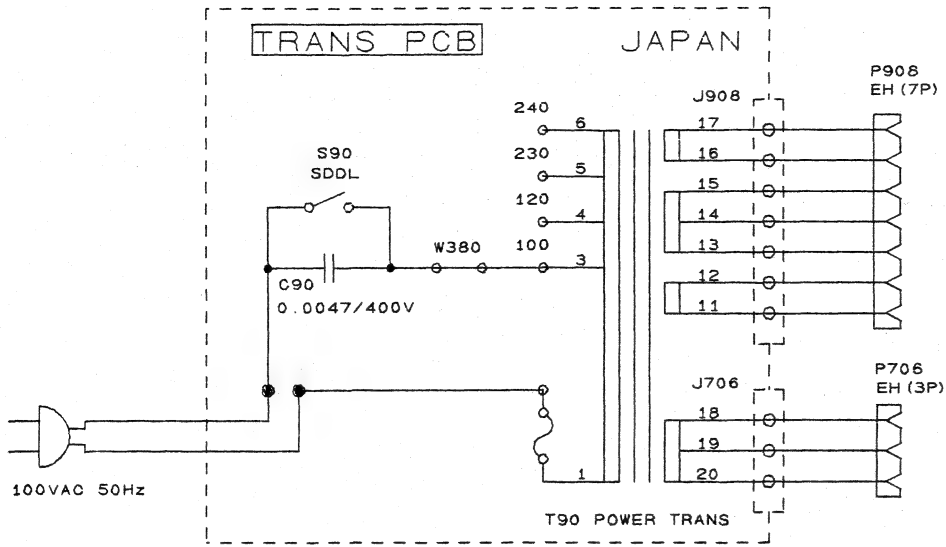 TRANS PCB
JAPAN
P908
EH (7P)
J908
240
6
17
16
S90
SDDL
230
5
15
120
4
14
W380
100
3
13
C90
0.0047/400V
12
11
P706
EH (3P)
J706
18
19
100VAC 50Hz
1
20
T90 POWER TRANS